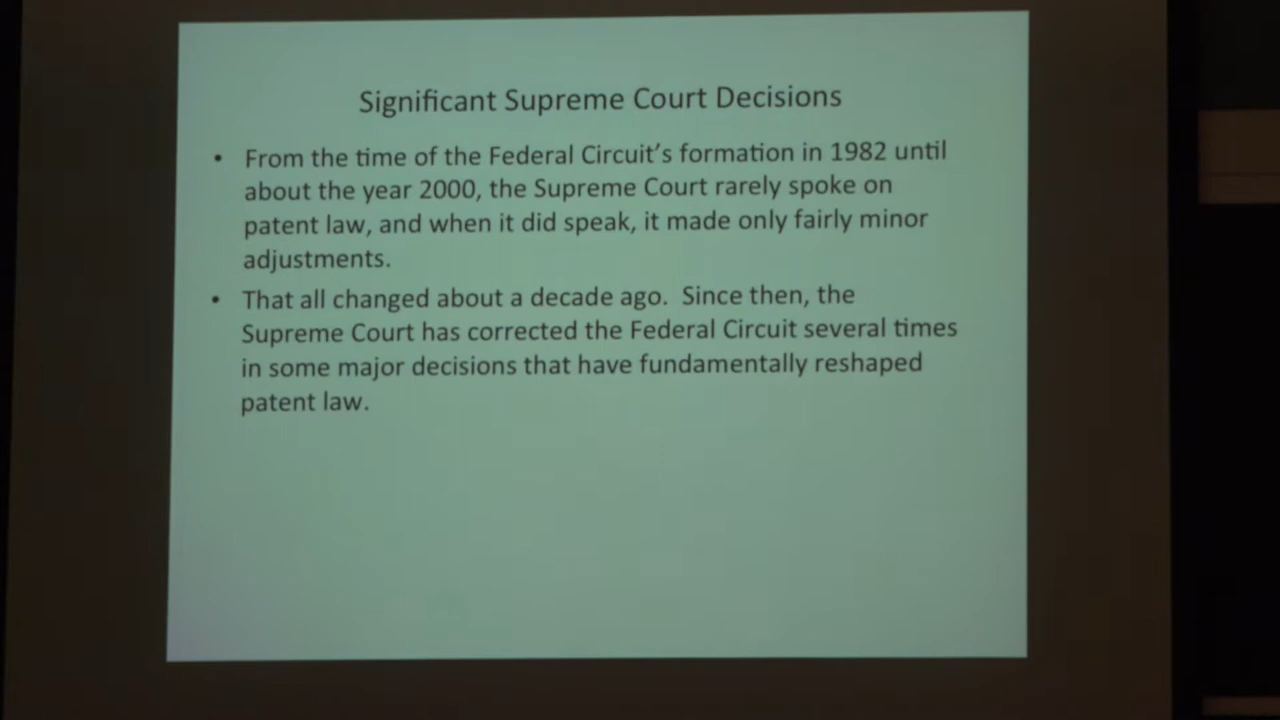 Significant Supreme Court Decisions
• From the time of the Federal Circuit's formation in 1982 until
about the year 2000, the Supreme Court rarely spoke on
patent law, and when it did speak, it made only fairly minor
adjustments.
• That all changed about a decade ago.  Since then, the
Supreme Court has corrected the Federal Circuit several times
in some major decisions that have fundamentally reshaped
patent law.